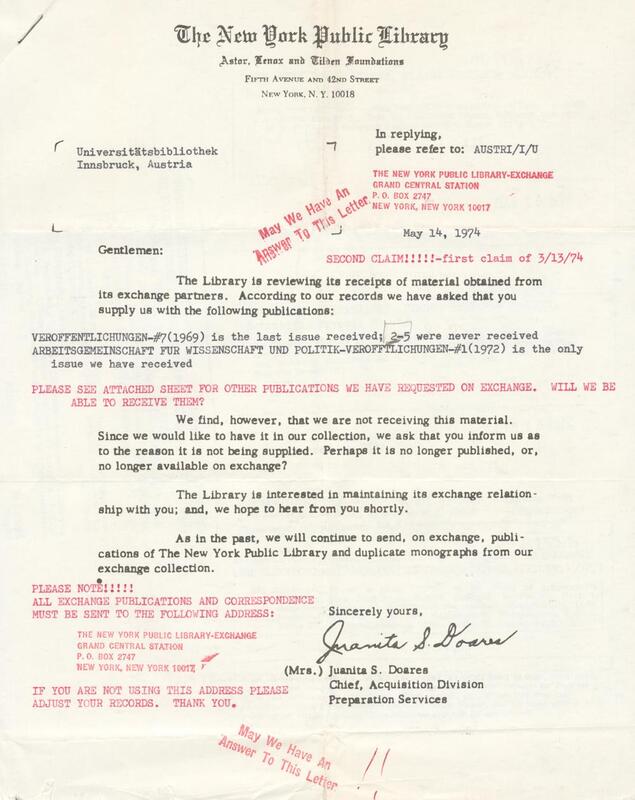 The New York Public Library
Astor, Lenox and Tilden Foundations
FIFTH AVENUE AND 42ND STREET
NEW YORK, N. Y. 10018
In replying,
please refer to: AUSTRI/I/U
Universitätsbibliothek
Innsbruck, Austria
THE NEW YORK PUBLIC LIBRARY-EXCHANGE
GRAND CENTRAL STATION
P. O. BOX 2747
NEW YORK, NEW YORK 10017
May We Have An
Answer To This Letter
May 14, 1974
Gentlemen:
SECOND CLAIM!!!!!-first claim of 3/13/74
The Library is reviewing its receipts of material obtained
from its exchange partners. According to our records we have asked that you
supply us with the following publications:
VEROFFENTLICHUNGEN-#7(1969) is the last issue received; 2-5 were never received
ARBEITSGEMEINSCHAFT FUR WISSENSCHAFT UND POLITIK-VEROFFTLICHUNGEN-#1(1972) is the only
issue we have received
PLEASE SEE ATTACHED SHEET FOR OTHER PUBLICATIONS WE HAVE REQUESTED ON EXCHANGE. WILL WE BE
ABLE TO RECEIVE THEM?
We find, however, that we are not receiving this material.
Since we would like to have it in our collection, we ask that you inform us as
to the reason it is not being supplied. Perhaps it is no longer published, or,
no longer available on exchange?
The Library is interested in maintaining its exchange relation-
ship with you; and, we hope to hear from you shortly.
As in the past, we will continue to send, on exchange, publi-
cations of The New York Public Library and duplicate monographs from our
exchange collection.
PLEASE NOTE!!!!!
ALL EXCHANGE PUBLICATIONS AND CORRESPONDENCE
MUST BE SENT TO THE FOLLOWING ADDRESS:
THE NEW YORK PUBLIC LIBRARY-EXCHANGE
GRAND CENTRAL STATION
P. O. BOX 2747
NEW YORK, NEW YORK 10017
IF YOU ARE NOT USING THIS ADDRESS PLEASE
ADJUST YOUR RECORDS. THANK YOU.
Sincerely yours,
Juanita S. Doares
(Mrs.) Juanita S. Doares
Chief, Acquisition Division
Preparation Services
May We Have An
Answer To This Letter
!!